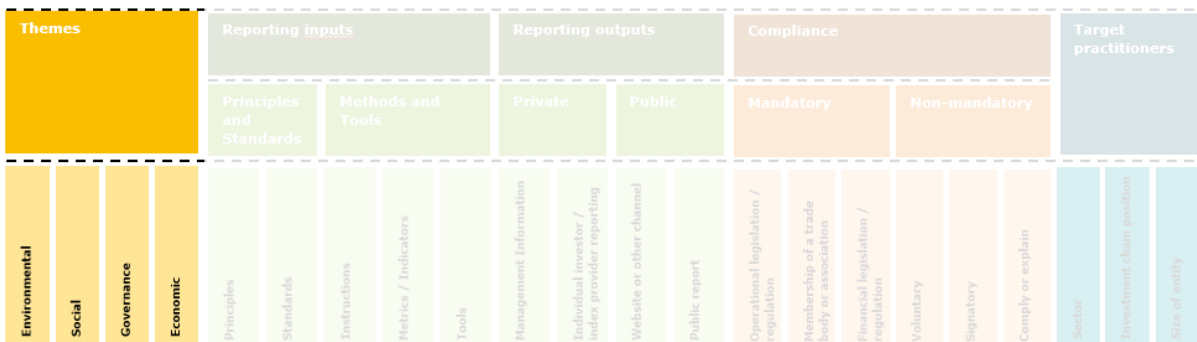 Themes
Reporting inputs
Reporting outputs
Compliance
Target
practitioners
Principles
and
Standards
Methods and
Tools
Private
Public
Mandatory
Non-mandatory
Environmental
Social
Governance
Economic
Principles
Standards
Instructions
Metrics / Indicators
Tools
Management Information
Individual investor /
index provider reporting
Website or other channel
Public report
Operational legislation /
regulation
Membership of a trade
body or association
Financial legislation /
regulation
Voluntary
Signatory
Comply or explain
Sector
Investment chain position
Size of entity